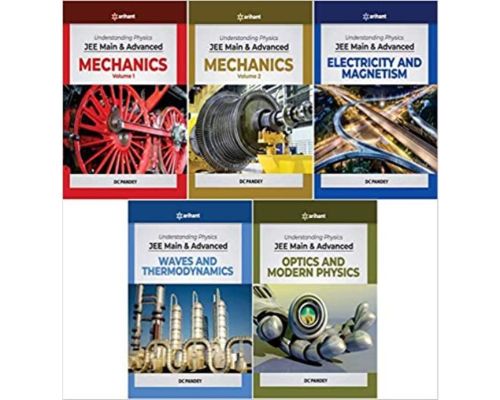 arihant
Understanding Physics
JEE Main & Advanced
MECHANICS
Volume 1
DC PANDEY
arihant
Understanding Physics
JEE Main & Advanced
MECHANICS
Volume 2
DC PANDEY
arihant
Understanding Physics
JEE Main & Advanced
ELECTRICITY AND
MAGNETISM
DC PANDEY
arihant
Understanding Physics
JEE Main & Advanced
WAVES AND
THERMODYNAMICS
DC PANDEY
arihant
Understanding Physics
JEE Main & Advanced
OPTICS AND
MODERN PHYSICS
DC PANDEY